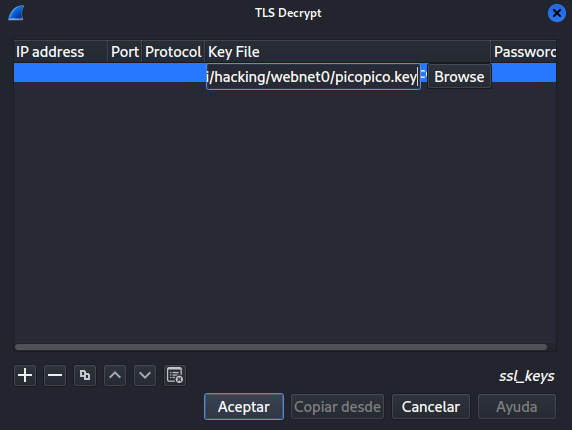 TLS Decrypt
IP address Port Protocol Key File Password
i/hacking/webnet0/picopico.key Browse
ssl_keys
Aceptar Copiar desde Cancelar Ayuda